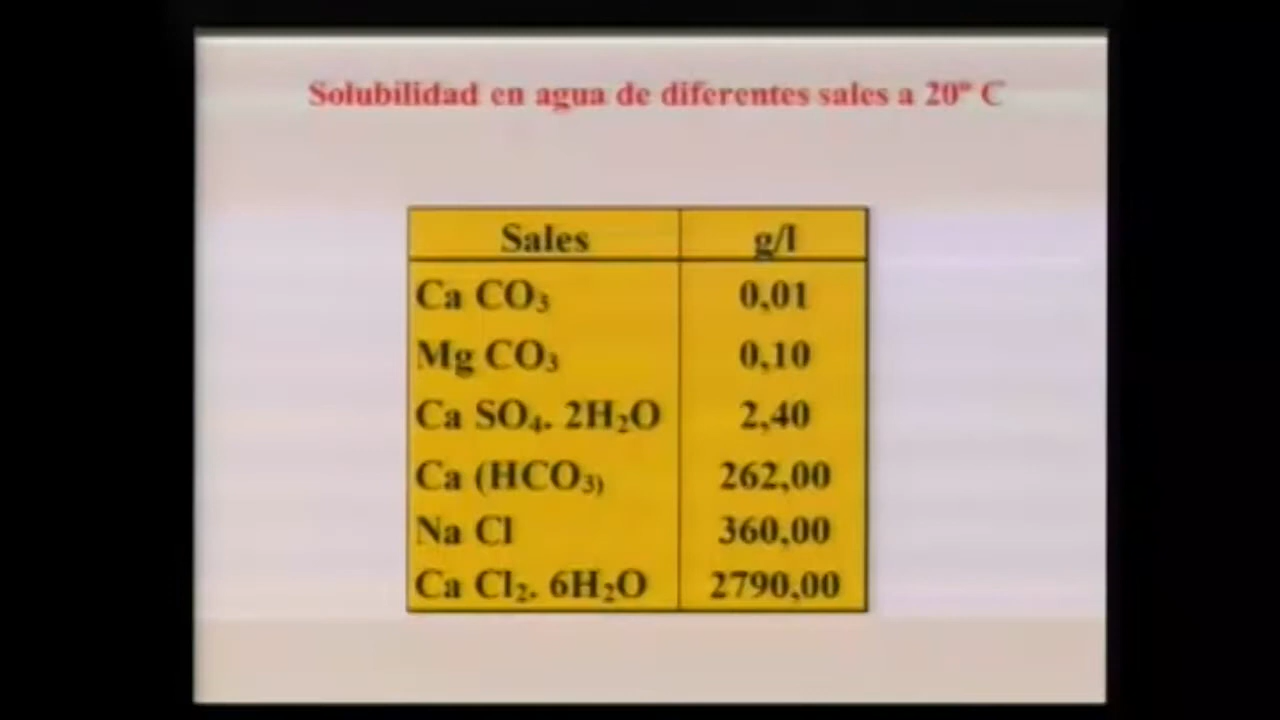 Solubilidad en agua de diferentes sales a 20º C
Sales g/l
Ca CO₃ 0,01
Mg CO₃ 0,10
Ca SO₄. 2H₂O 2,40
Ca (HCO₃) 262,00
Na Cl 360,00
Ca Cl₂. 6H₂O 2790,00